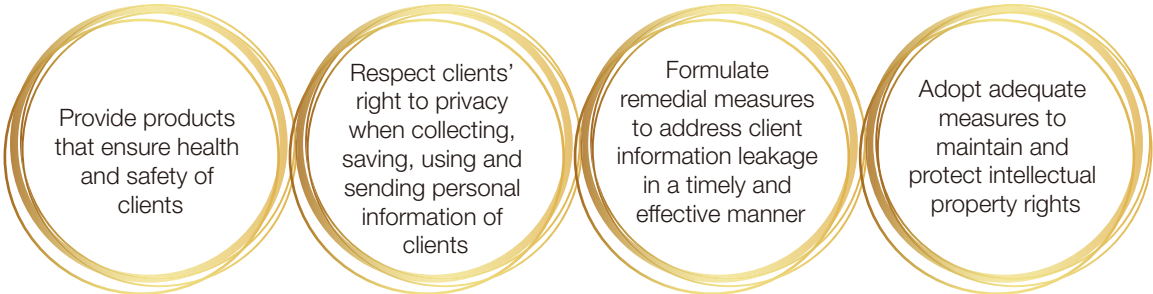 Provide products
that ensure health
and safety of
clients
Respect clients’
right to privacy
when collecting,
saving, using and
sending personal
information of
clients
Formulate
remedial measures
to address client
information leakage
in a timely and
effective manner
Adopt adequate
measures to
maintain and
protect intellectual
property rights